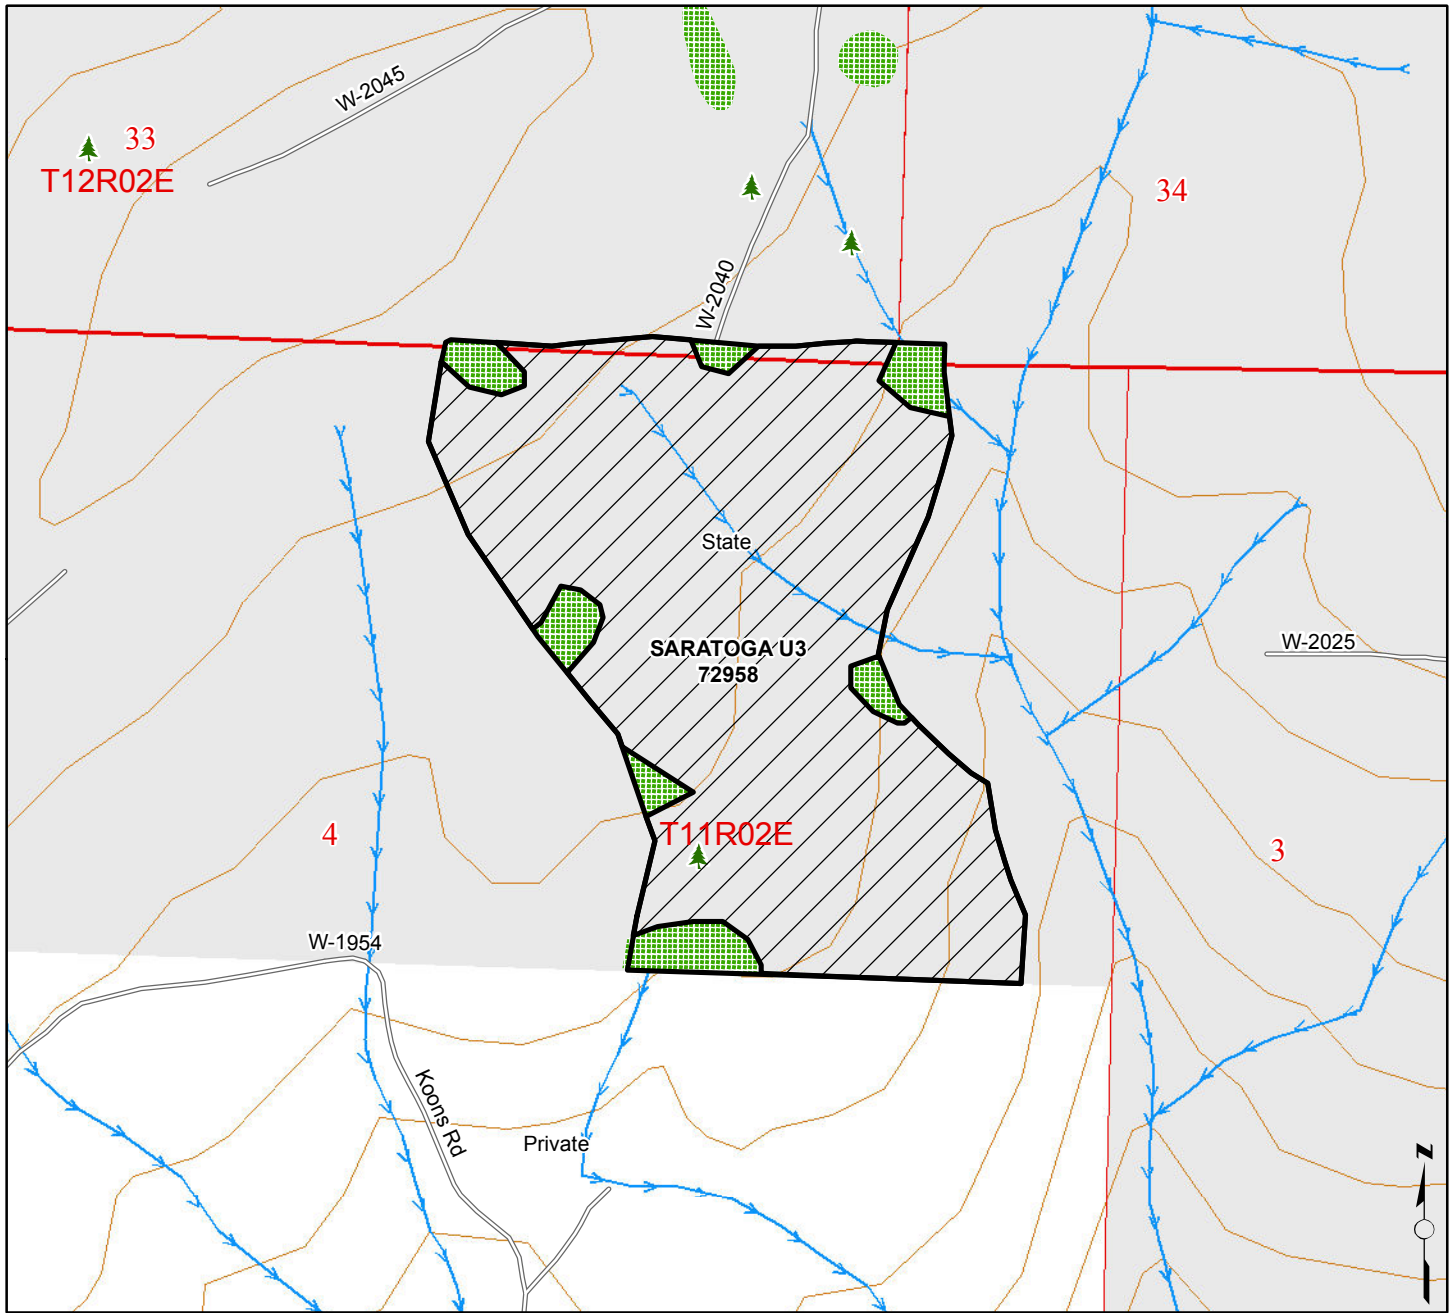 W-2045
33
T12R02E
34
W-2040
State
SARATOGA U3
72958
W-2025
T11R02E
4
3
W-1954
Koons Rd
Private
N